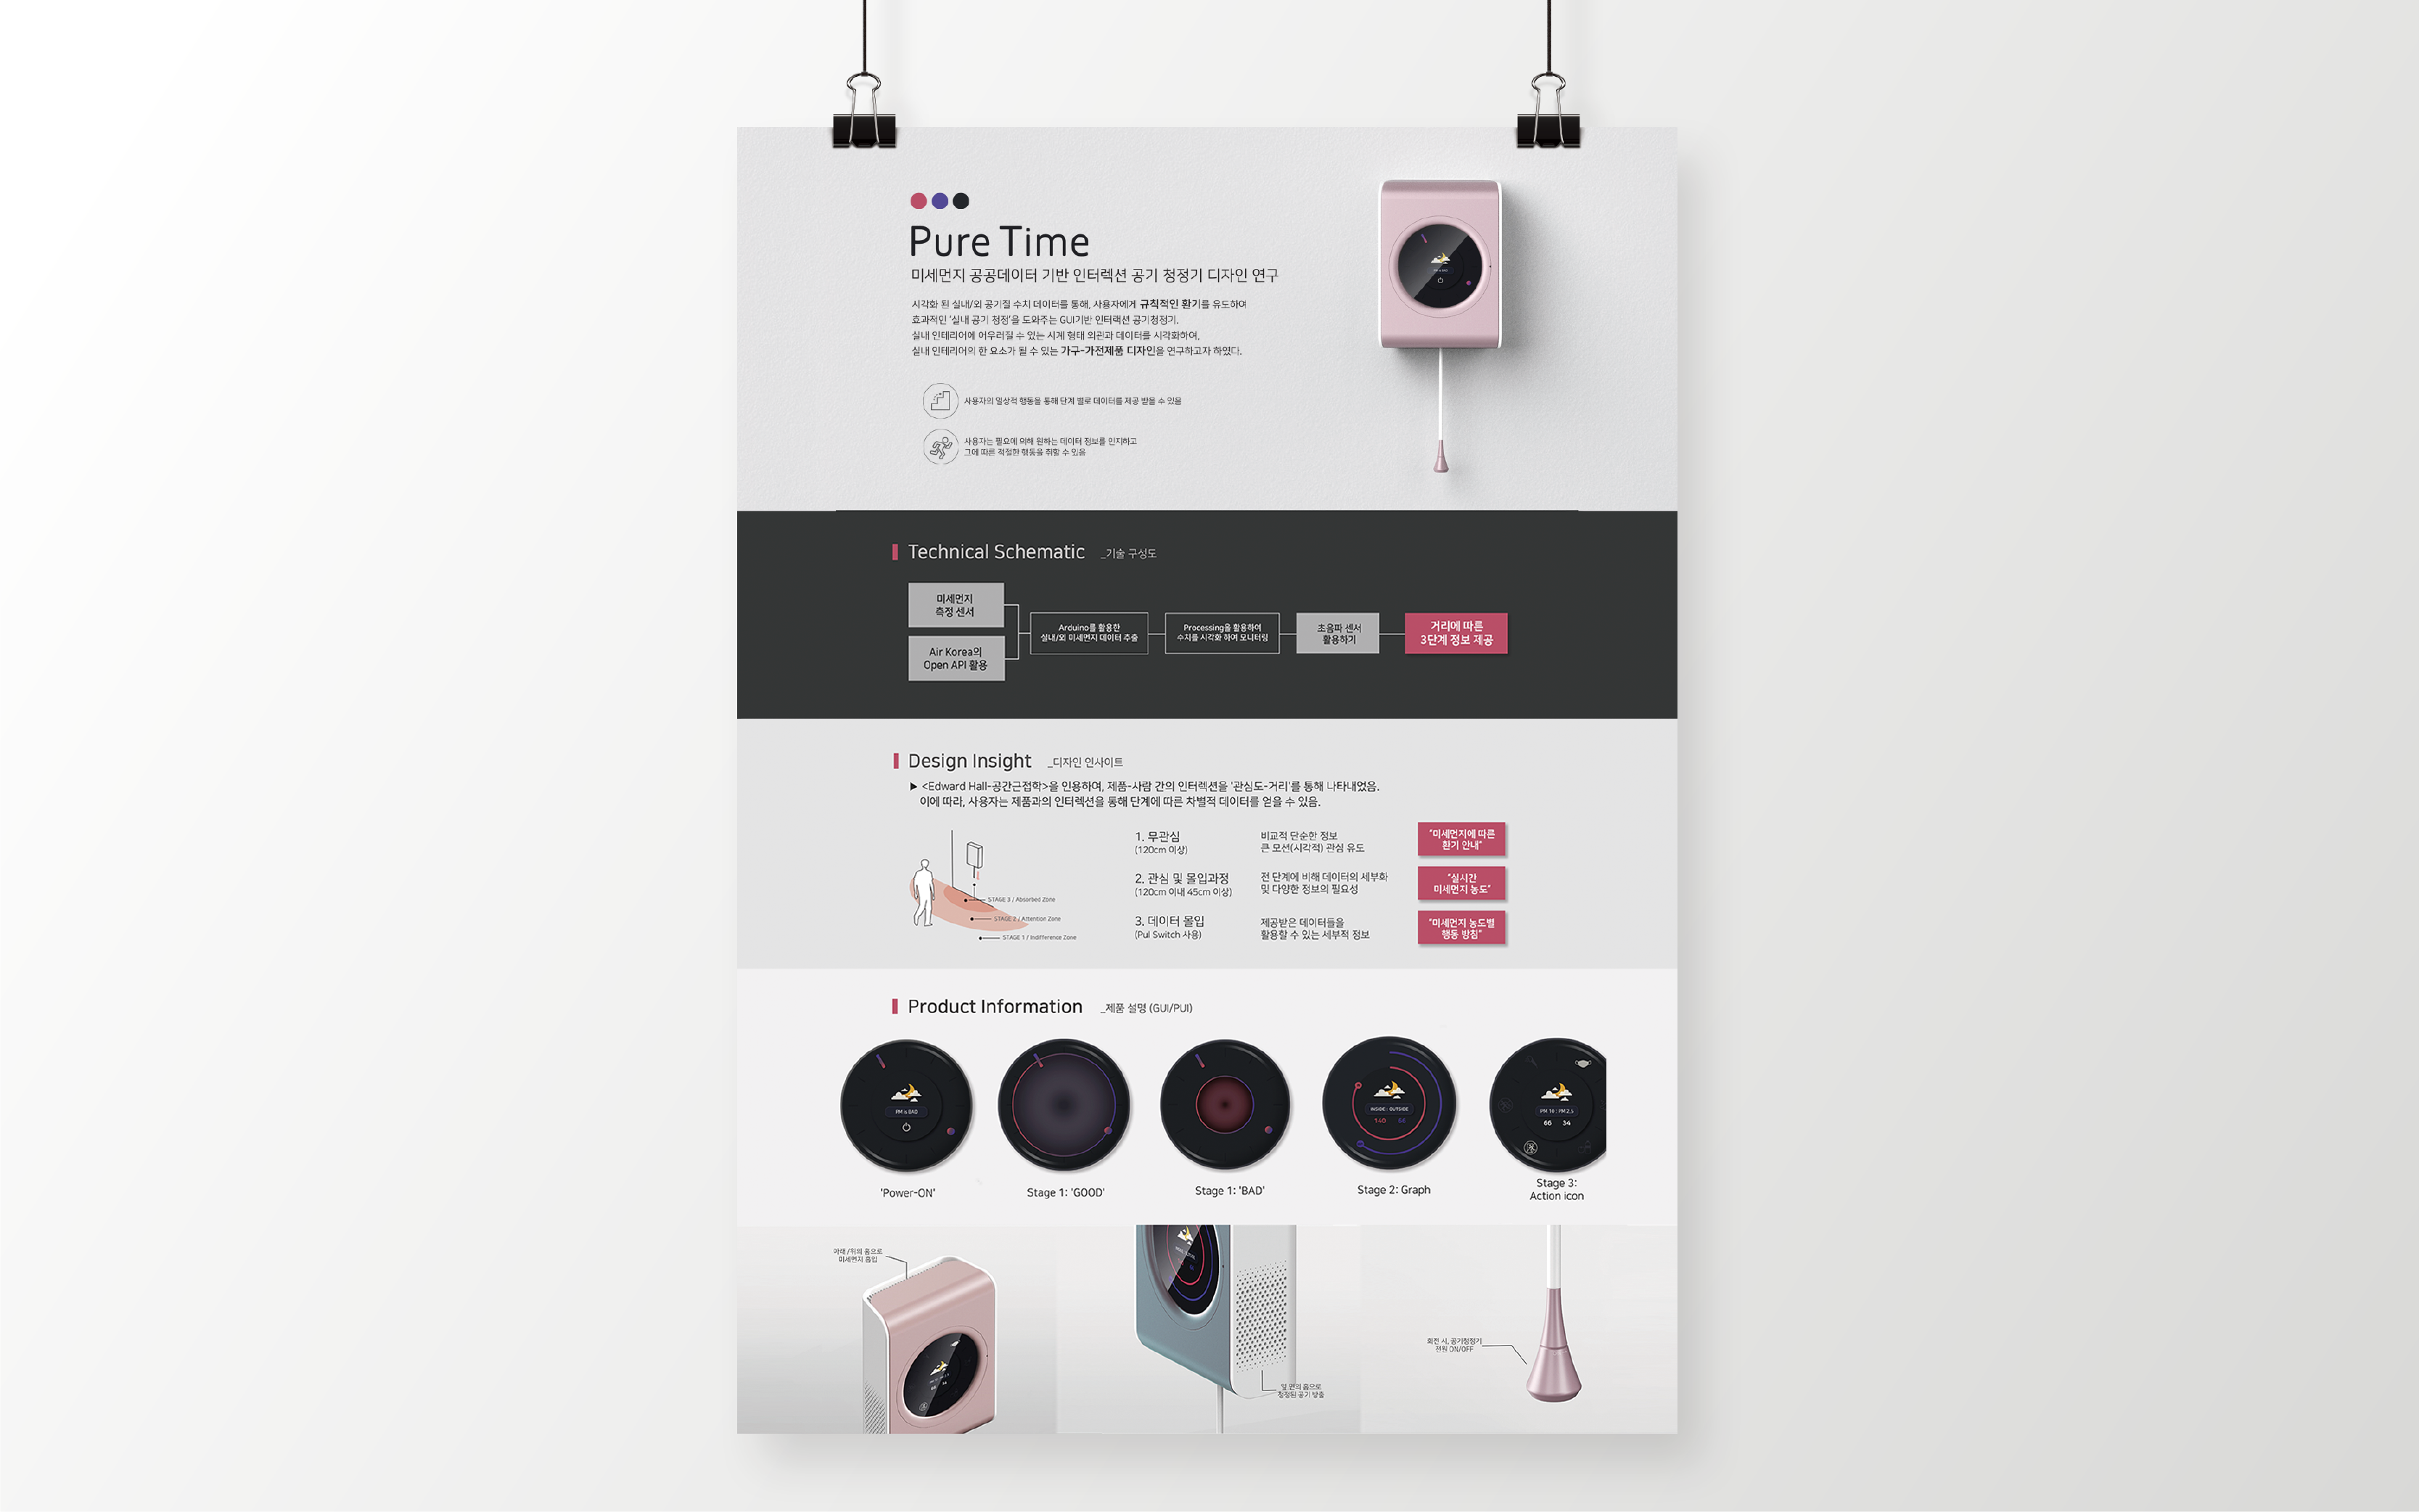 Pure Time
미세먼지 공공데이터 기반 인터렉션 공기 청정기 디자인 연구
시각화 된 실내/외 공기질 수치 데이터를 통해, 사용자에게 규칙적인 환기를 유도하여
효과적인 '실내 공기 청정'을 도와주는 GUI기반 인터랙션 공기청정기.
실내 인테리어에 어우러질 수 있는 시계 형태 외관과 데이터를 시각화하여,
실내 인테리어의 한 요소가 될 수 있는 가구-가전제품 디자인을 연구하고자 하였다.
사용자의 일상적 행동을 통해 단계 별로 데이터를 제공 받을 수 있음
사용자는 필요에 의해 원하는 데이터 정보를 인지하고
그에 따른 적절한 행동을 취할 수 있음
Technical Schematic _기술 구성도
미세먼지
측정 센서
Air Korea의
Open API 활용
Arduino를 활용한
실내/외 미세먼지 데이터 추출
Processing을 활용하여
수치를 시각화 하여 모니터링
초음파 센서
활용하기
거리에 따른
3단계 정보 제공
Design Insight _디자인 인사이트
▶ <Edward Hall-공간근접학>을 인용하여, 제품-사람 간의 인터렉션을 '관심도-거리'를 통해 나타내었음.
이에 따라, 사용자는 제품과의 인터렉션을 통해 단계에 따른 차별적 데이터를 얻을 수 있음.
STAGE 3 / Absorbed Zone
STAGE 2 / Attention Zone
STAGE 1 / Indifference Zone
1. 무관심
(120cm 이상)
비교적 단순한 정보
큰 모션(시각적) 관심 유도
"미세먼지에 따른
환기 안내"
2. 관심 및 몰입과정
(120cm 이내 45cm 이상)
전 단계에 비해 데이터의 세부화
및 다양한 정보의 필요성
"실시간
미세먼지 농도"
3. 데이터 몰입
(Pul Switch 사용)
제공받은 데이터들을
활용할 수 있는 세부적 정보
"미세먼지 농도별
행동 방침"
Product Information _제품 설명 (GUI/PUI)
PM is BAD
INSIDE : OUTSIDE
140 68
PM 10 : PM 2.5
66 34
'Power-ON'
Stage 1: 'GOOD'
Stage 1: 'BAD'
Stage 2: Graph
Stage 3:
Action icon
아래/위의 홈으로
미세먼지 흡입
옆 면의 홈으로
청정된 공기 방출
회전 시, 공기청정기
전원 ON/OFF